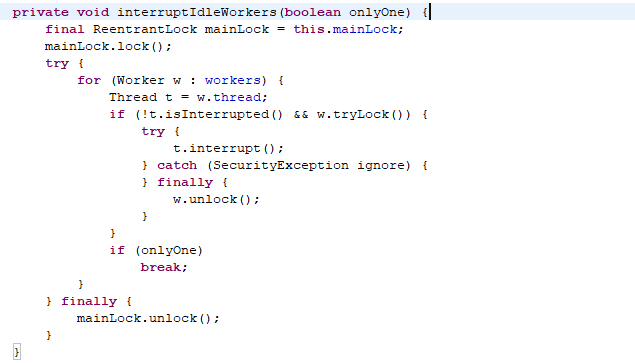 private void interruptIdleWorkers(boolean onlyOne) {
    final ReentrantLock mainLock = this.mainLock;
    mainLock.lock();
    try {
        for (Worker w : workers) {
            Thread t = w.thread;
            if (!t.isInterrupted() && w.tryLock()) {
                try {
                    t.interrupt();
                } catch (SecurityException ignore) {
                } finally {
                    w.unlock();
                }
            }
            if (onlyOne)
                break;
        }
    } finally {
        mainLock.unlock();
    }
}